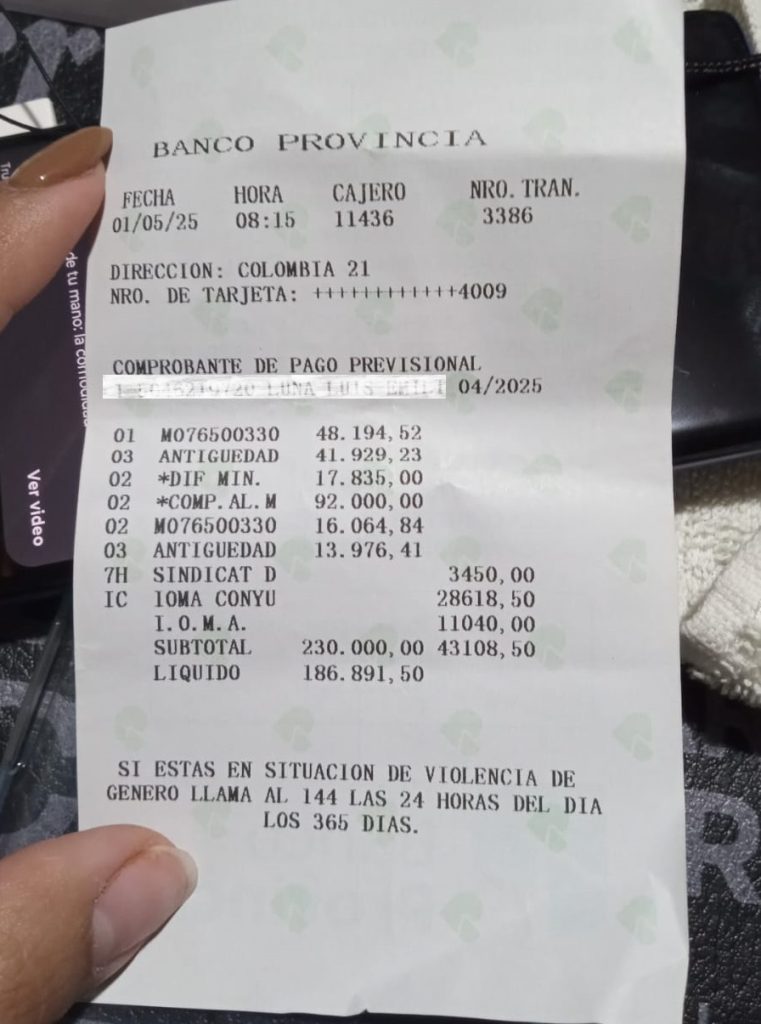 BANCO PROVINCIA
FECHA HORA CAJERO NRO. TRAN.
01/05/25 08:15 11436 3386
DIRECCION: COLOMBIA 21
NRO. DE TARJETA: ++++++++++++4009
COMPROBANTE DE PAGO PREVISIONAL
04/2025
01 M076500330 48.194,52
03 ANTIGUEDAD 41.929,23
02 *DIF MIN. 17.835,00
02 *COMP.AL.M 92.000,00
02 M076500330 16.064,84
03 ANTIGUEDAD 13.976,41
7H SINDICAT D 3450,00
IC IOMA CONYU 28618,50
I.O.M.A. 11040,00
SUBTOTAL 230.000,00 43108,50
LIQUIDO 186.891,50
SI ESTAS EN SITUACION DE VIOLENCIA DE
GENERO LLAMA AL 144 LAS 24 HORAS DEL DIA
LOS 365 DIAS.
de tu mano: la
Ver video